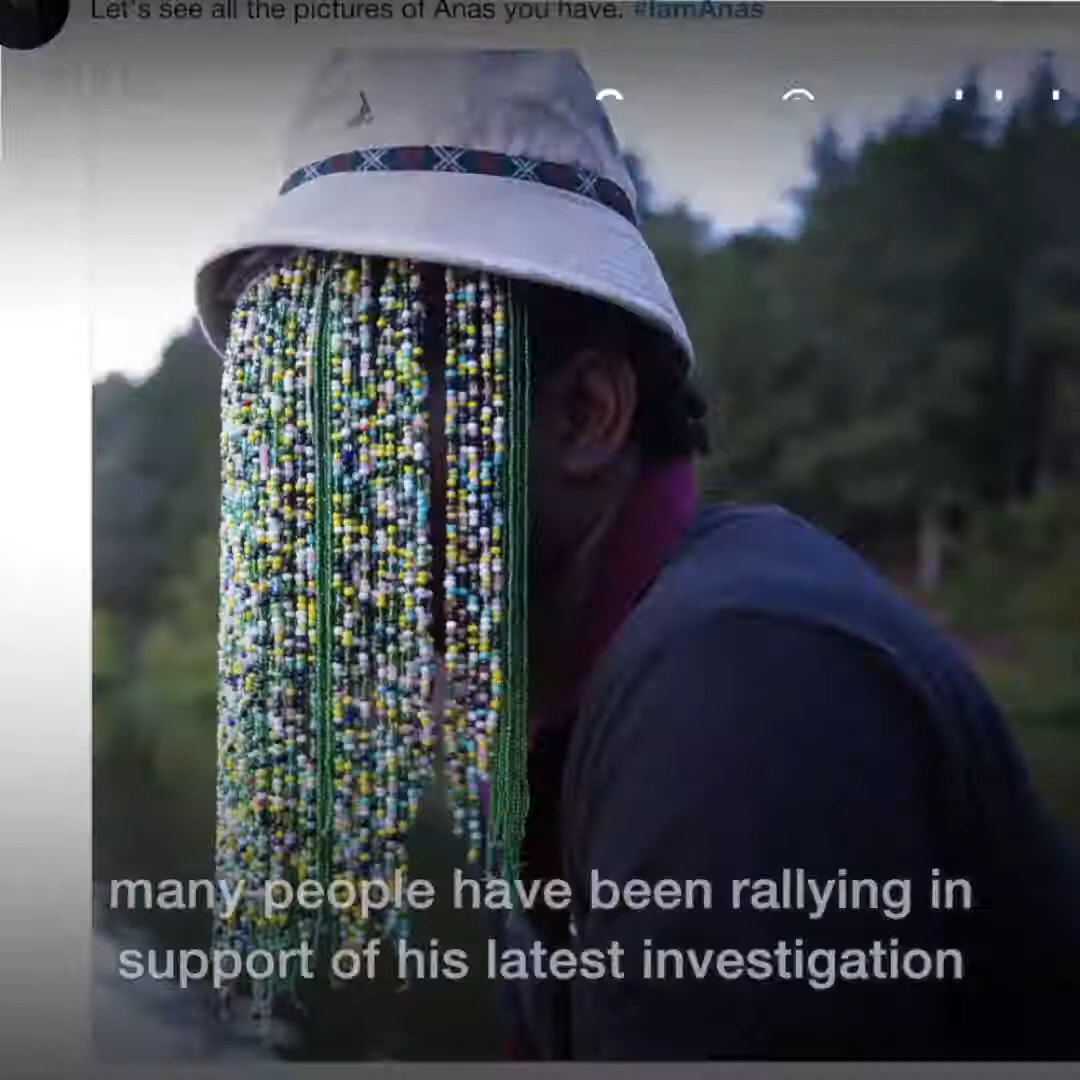 Let's see all the pictures of Anas you have. #IamAnas
many people have been rallying in
support of his latest investigation